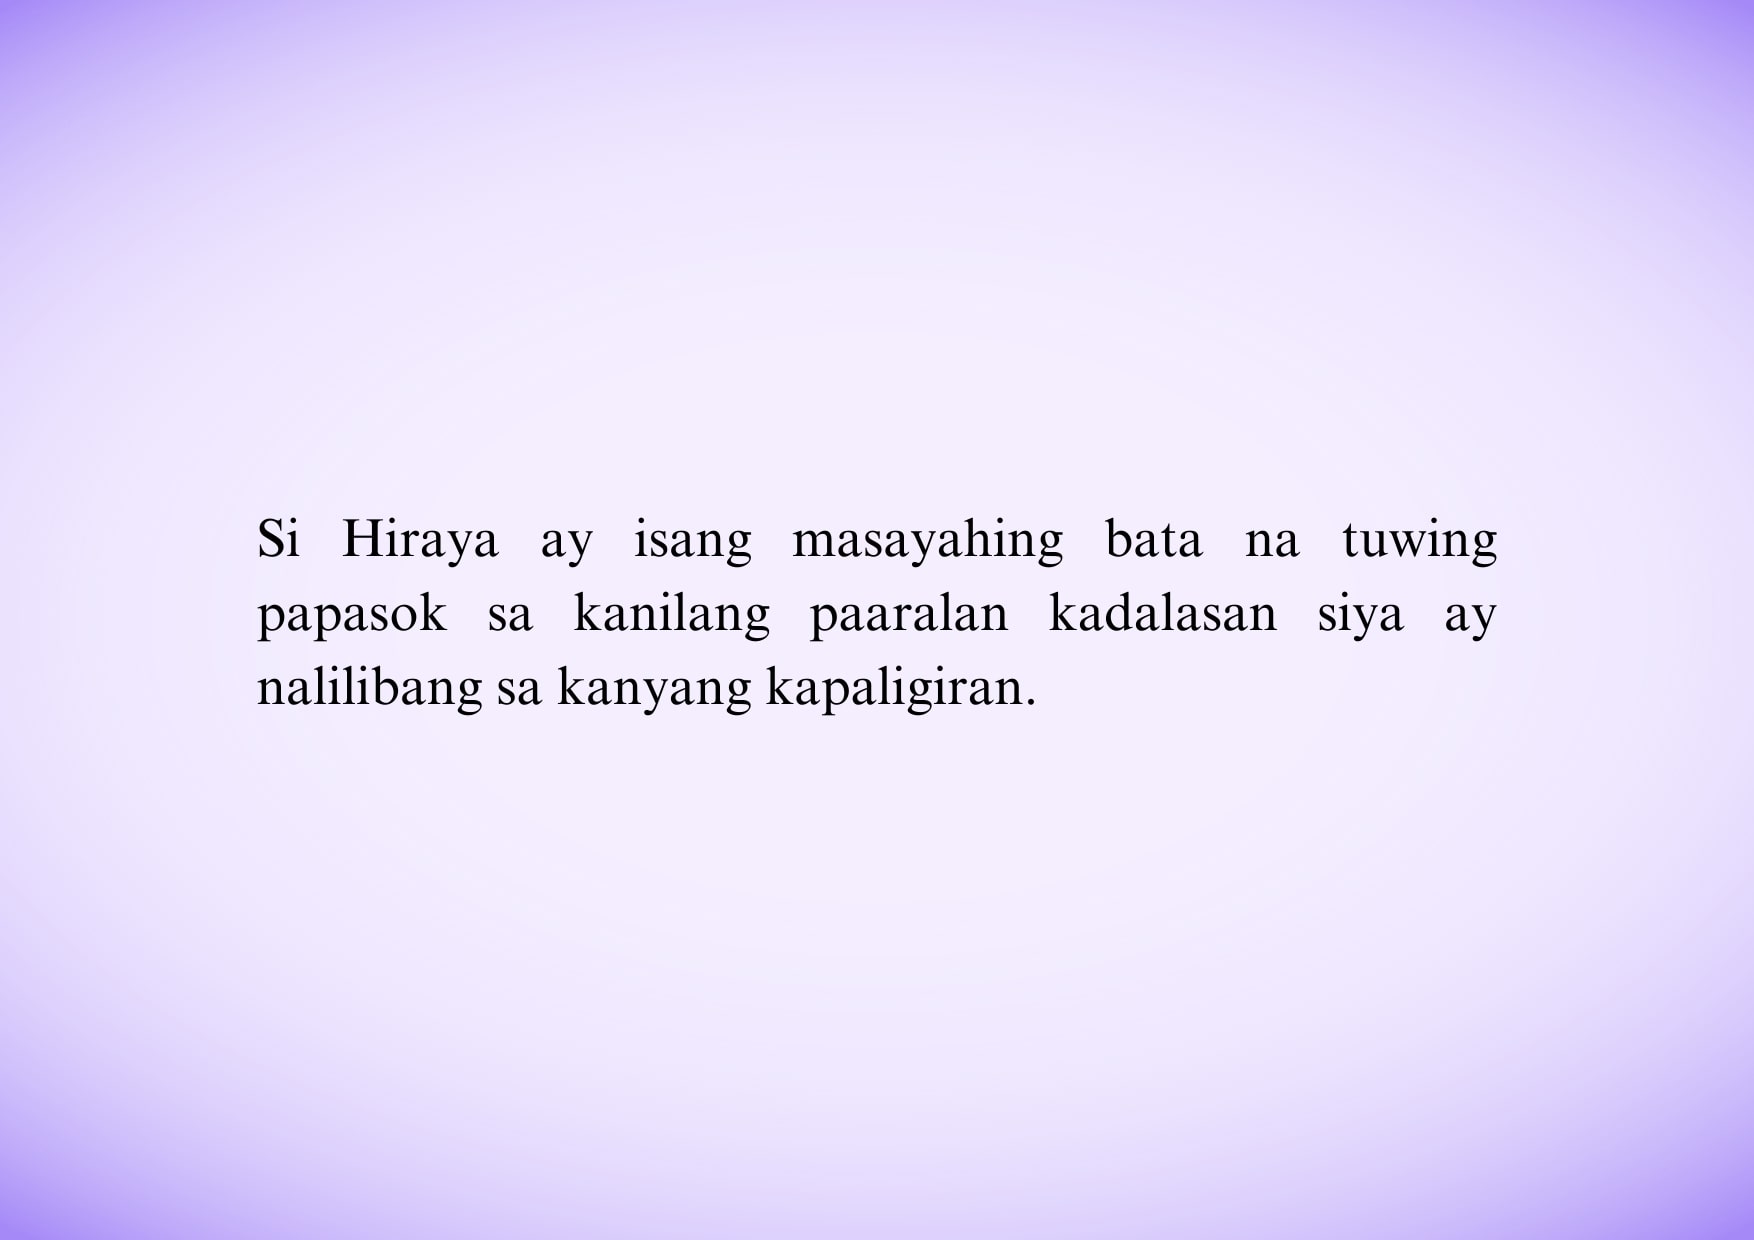 Si Hiraya ay isang masayahing bata na tuwing
papasok sa kanilang paaralan kadalasan siya ay
nalilibang sa kanyang kapaligiran.